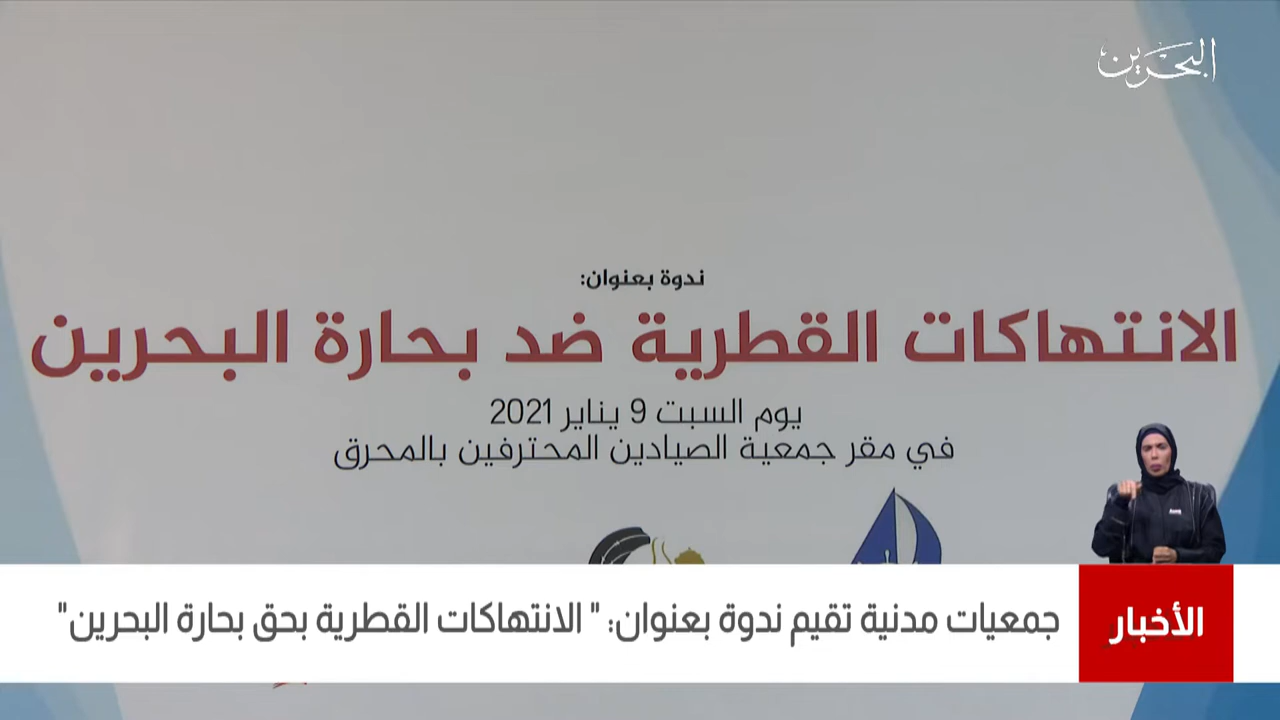 البحرين
ندوة بعنوان:
الانتهاكات القطرية ضد بحارة البحرين
يوم السبت 9 يناير 2021
في مقر جمعية الصيادين المحترفين بالمحرق
الأخبار
جمعيات مدنية تقيم ندوة بعنوان: " الانتهاكات القطرية بحق بحارة البحرين"